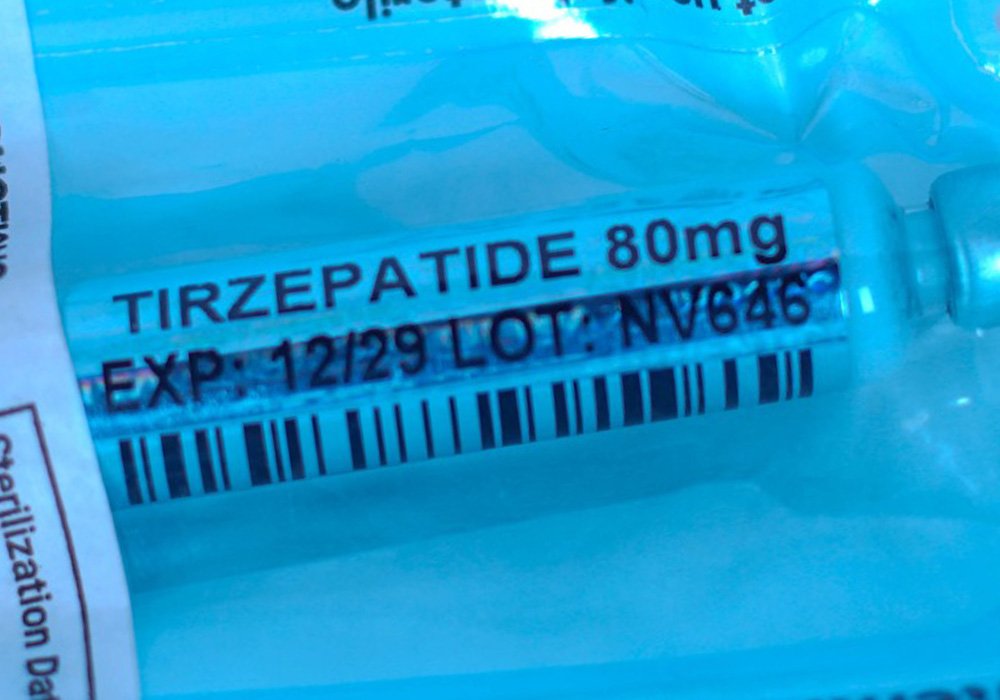 TIRZEPATIDE 80mg
EXP: 12/29 LOT: NV646
Sterilization Da